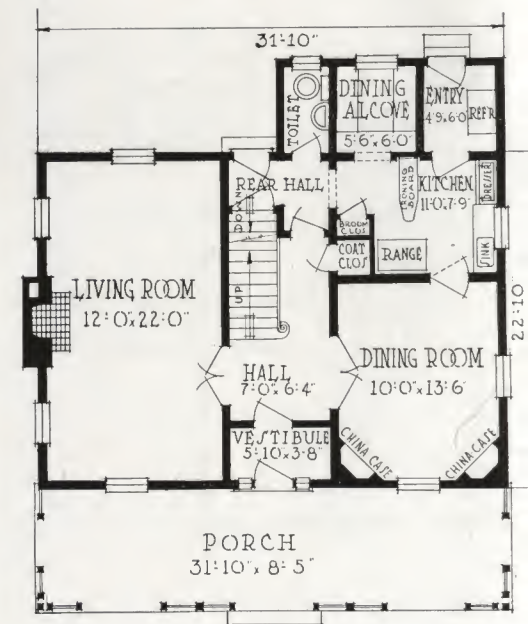 31'-10"
TOILET
DINING
ALCOVE
5'-6"x6'-0"
ENTRY
4'-9"x6'-0"
REFR.
REAR HALL
DOWN
UP
IRONING
BOARD
KITCHEN
11'-0"x7'-9"
DRESSER
BROOM
CLOS
COAT
CLOS
RANGE
SINK
22'-10"
LIVING ROOM
12'-0"x22'-0"
HALL
7'-0"x6'-4"
DINING ROOM
10'-0"x13'-6"
VESTIBULE
5'-10"x3'-8"
CHINA CASE
CHINA CASE
PORCH
31'-10"x8'-5"